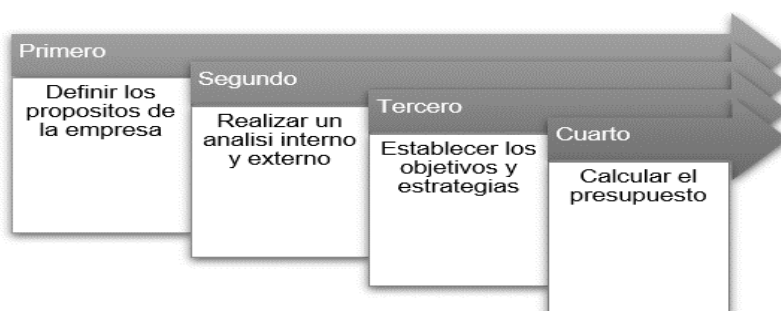 Primero
Definir los
propositos de
la empresa
Segundo
Realizar un
analisi interno
y externo
Tercero
Establecer los
objetivos y
estrategias
Cuarto
Calcular el
presupuesto